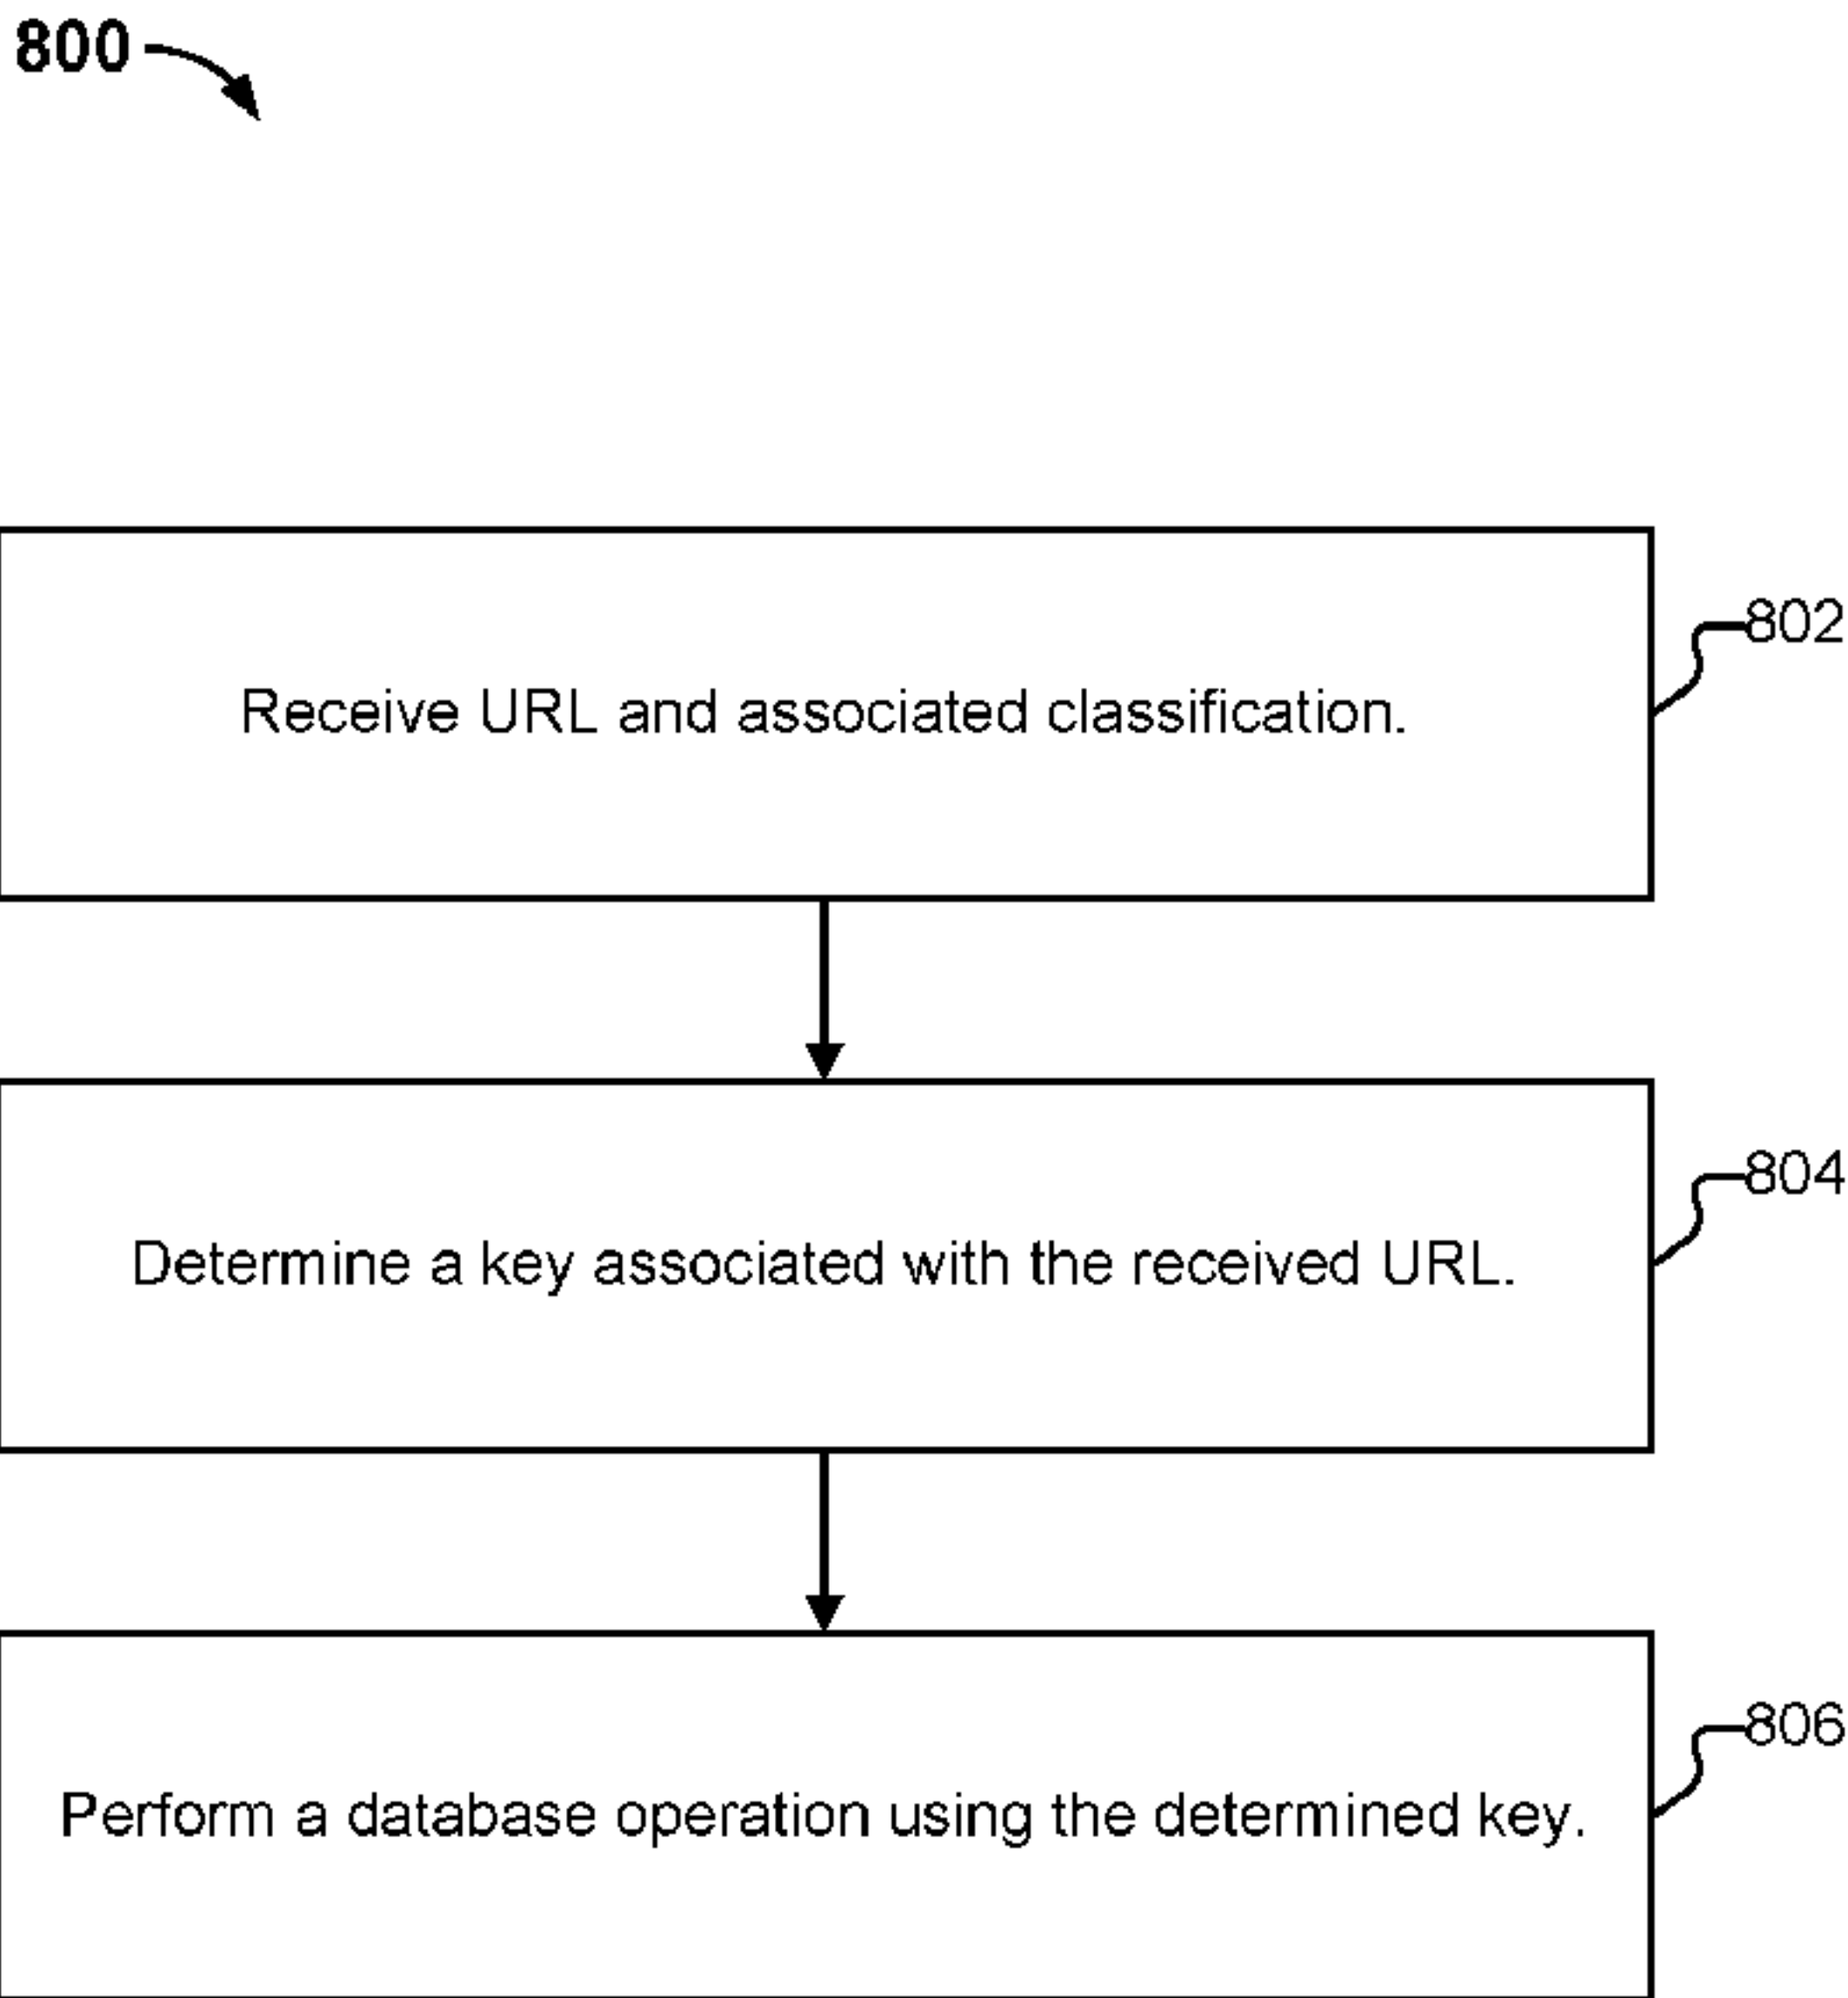 800
802
Receive URL and associated classification.
804
Determine a key associated with the received URL.
806
Perform a database operation using the determined key.